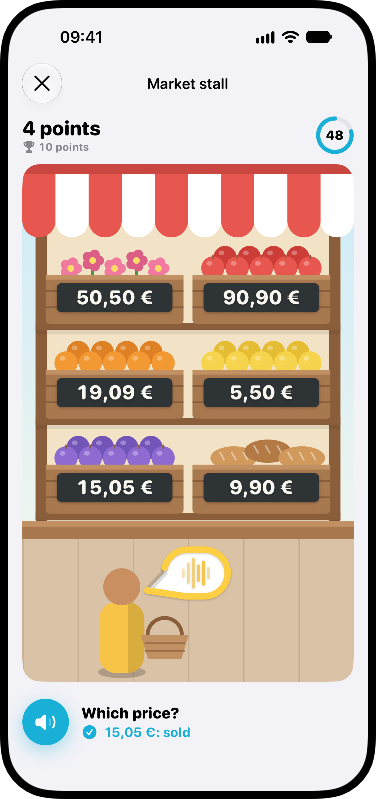 09:41
Market stall
4 points
10 points
48
50,50 €
90,90 €
19,09 €
5,50 €
15,05 €
9,90 €
Which price?
15,05 €: sold